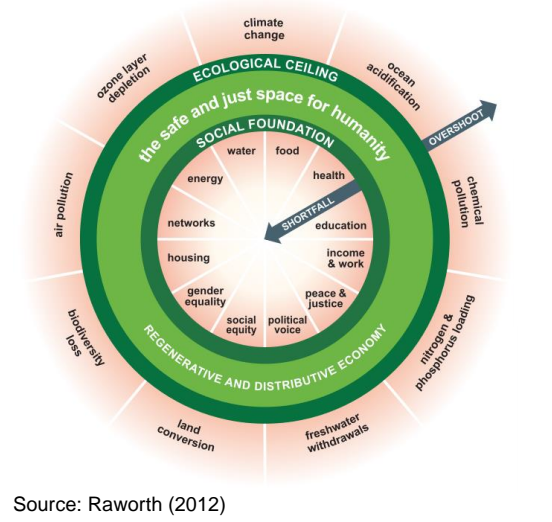 climate
change
ocean
acidification
OVERSHOOT
chemical
pollution
nitrogen &
phosphorus loading
freshwater
withdrawals
land
conversion
biodiversity
loss
air pollution
ozone layer
depletion
ECOLOGICAL CEILING
the safe and just space for humanity
SOCIAL FOUNDATION
water
food
health
SHORTFALL
education
income
& work
peace &
justice
political
voice
social
equity
gender
equality
housing
networks
energy
REGENERATIVE AND DISTRIBUTIVE ECONOMY
Source: Raworth (2012)